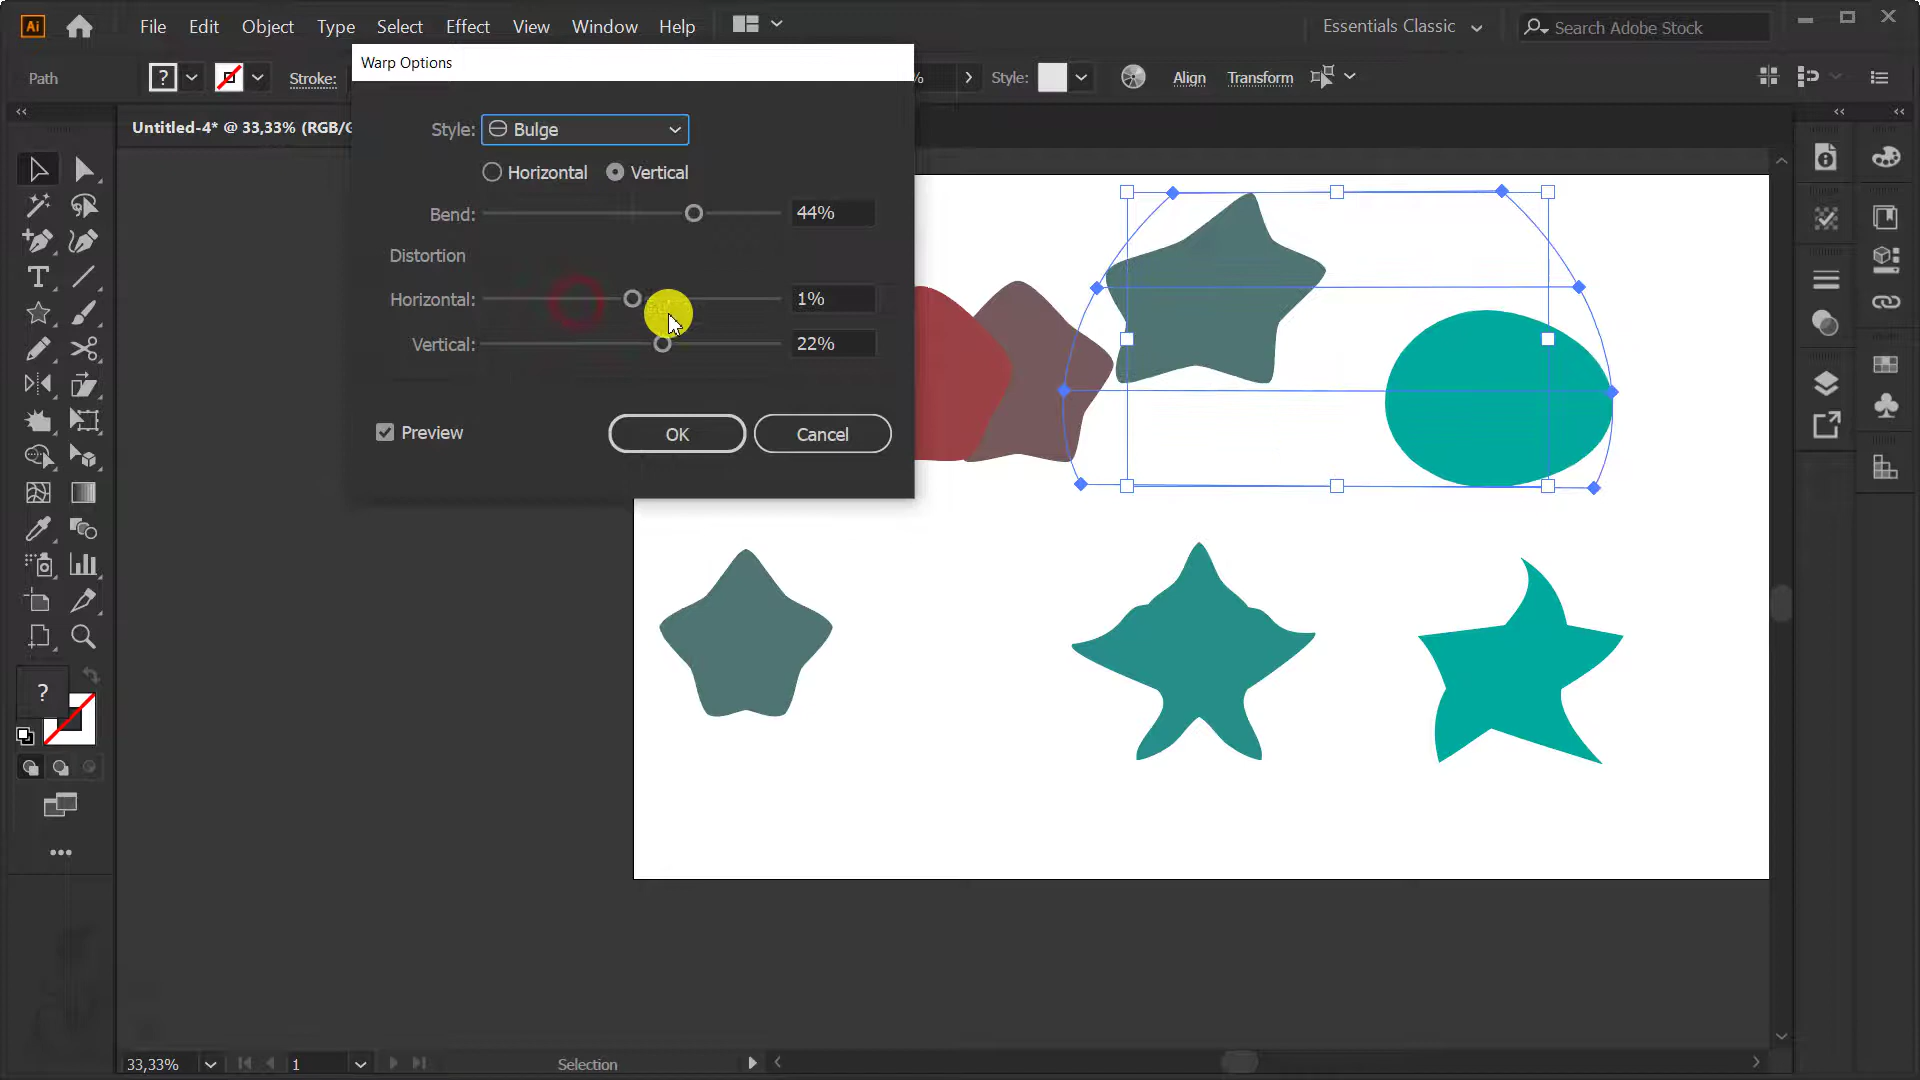 Ai File Edit Object Type Select Effect View Window Help Essentials Classic Search Adobe Stock
Path ? Stroke: % Style: Align Transform
Warp Options
Untitled-4* @ 33,33% (RGB/G
Style: Bulge
Horizontal Vertical
Bend: 44%
Distortion
Horizontal: 1%
Vertical: 22%
Preview OK Cancel
?
33,33% 1 Selection